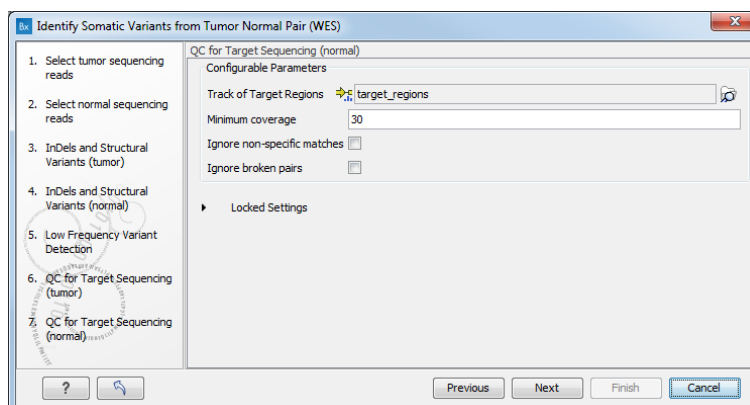 Bx Identify Somatic Variants from Tumor Normal Pair (WES)
1. Select tumor sequencing
reads
2. Select normal sequencing
reads
3. InDels and Structural
Variants (tumor)
4. InDels and Structural
Variants (normal)
5. Low Frequency Variant
Detection
6. QC for Target Sequencing
(tumor)
7. QC for Target Sequencing
(normal)
QC for Target Sequencing (normal)
Configurable Parameters
Track of Target Regions target_regions
Minimum coverage 30
Ignore non-specific matches
Ignore broken pairs
Locked Settings
?
Previous Next Finish Cancel